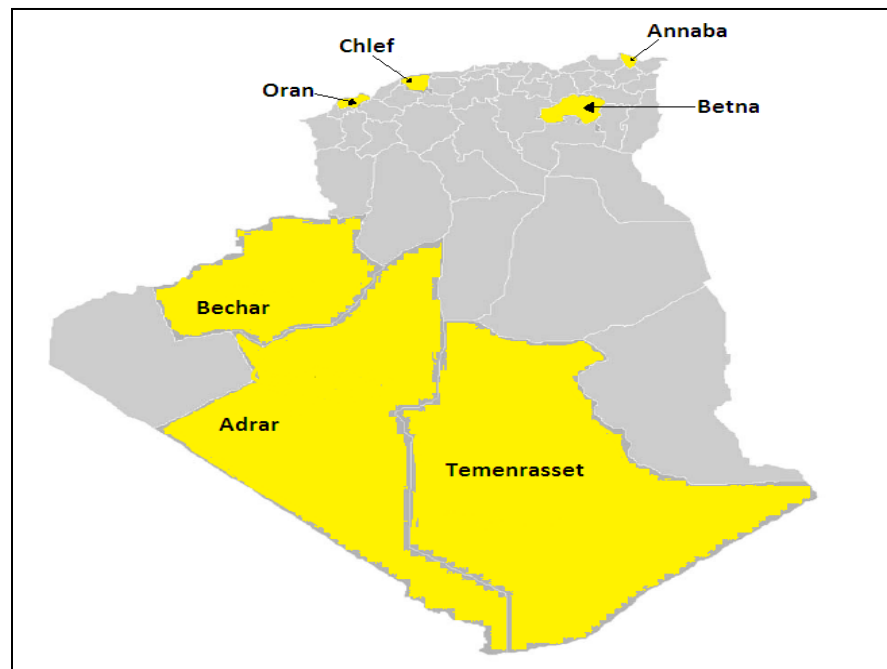 Annaba
Chlef
Oran
Betna
Bechar
Adrar
Temenrasset